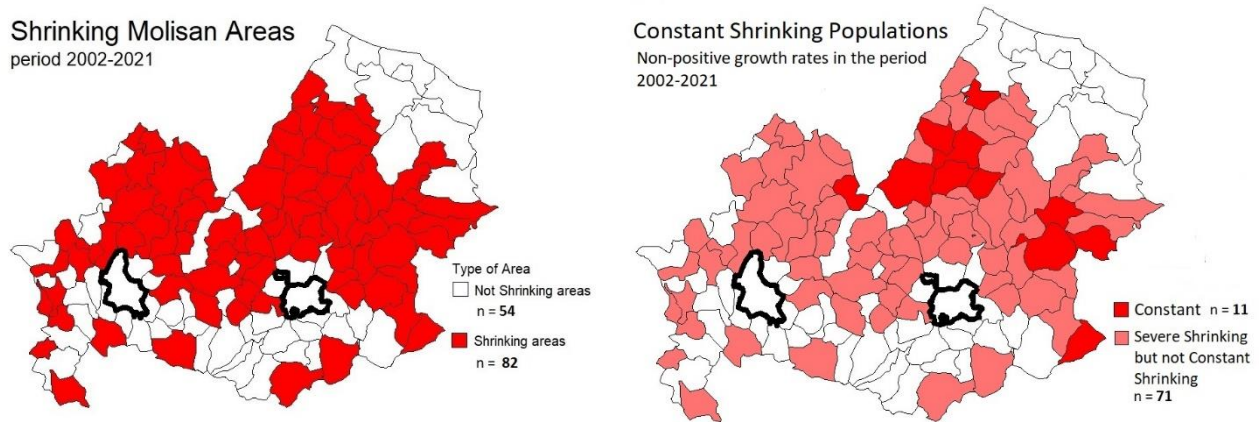 Shrinking Molisan Areas
period 2002-2021
Type of Area
Not Shrinking areas
n = 54
Shrinking areas
n = 82
Constant Shrinking Populations
Non-positive growth rates in the period
2002-2021
Constant n = 11
Severe Shrinking
but not Constant
Shrinking
n = 71